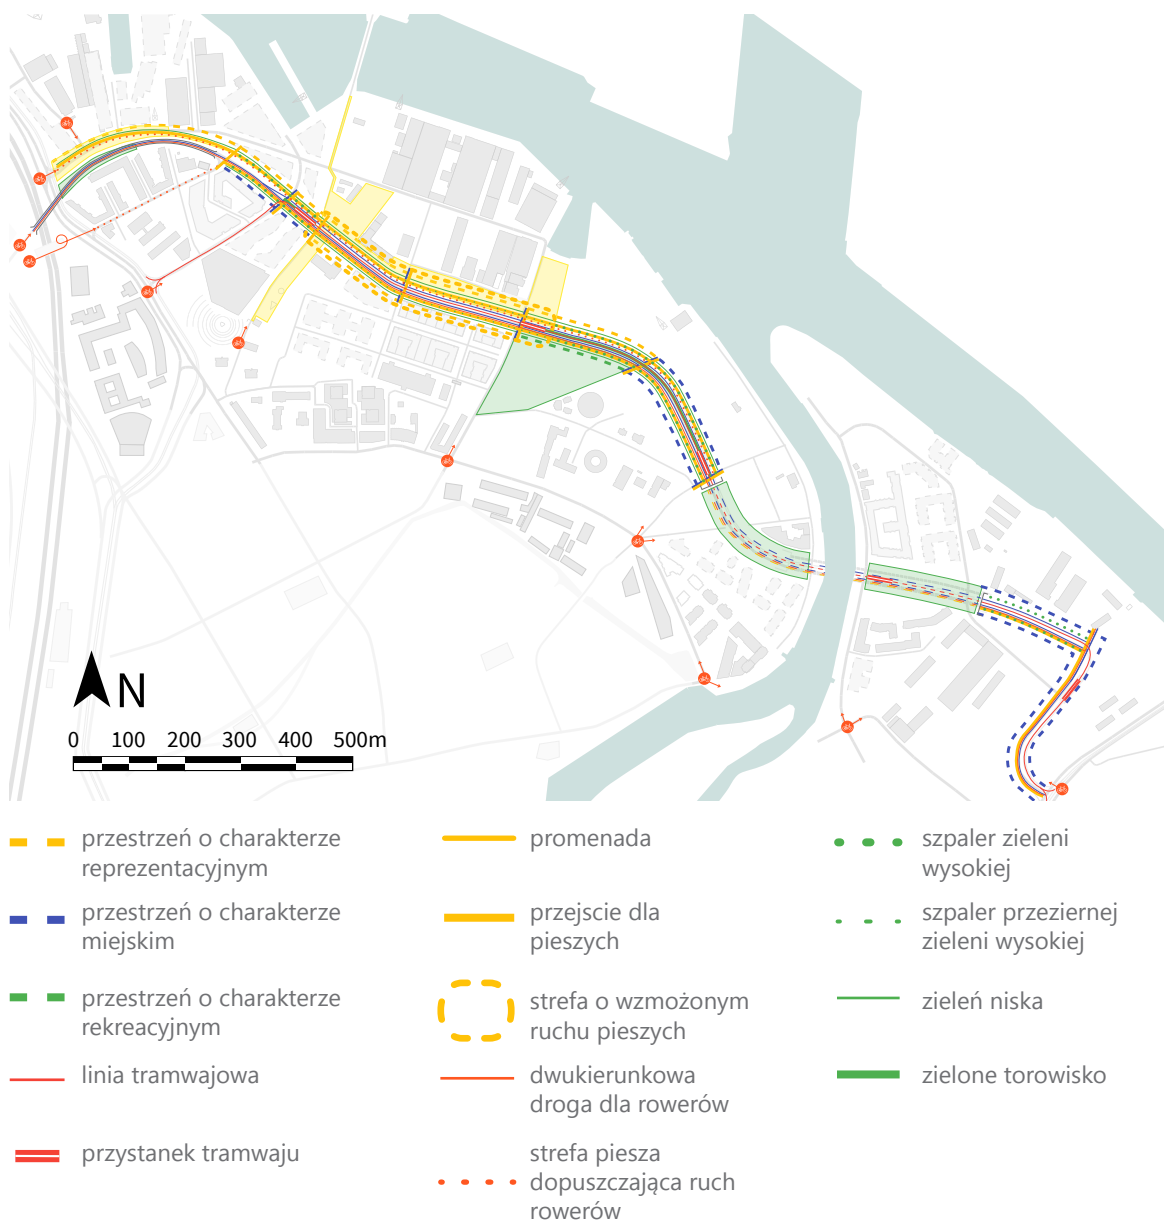 N
0 100 200 300 400 500m
przestrzeń o charakterze
reprezentacyjnym
przestrzeń o charakterze
miejskim
przestrzeń o charakterze
rekreacyjnym
linia tramwajowa
przystanek tramwaju
promenada
przejscie dla
pieszych
strefa o wzmożonym
ruchu pieszych
dwukierunkowa
droga dla rowerów
strefa piesza
dopuszczająca ruch
rowerów
szpaler zieleni
wysokiej
szpaler przeziernej
zieleni wysokiej
zieleń niska
zielone torowisko